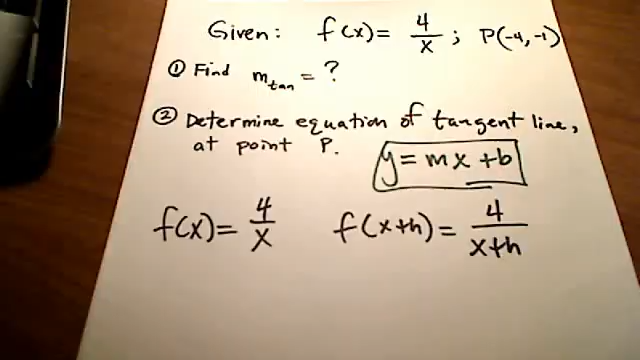 Given: f(x) = 4/x ; P(-4,-1)
① Find m_tan = ?
② Determine equation of tangent line,
at point P. y = mx + b
f(x) = 4/x f(x+h) = 4/(x+h)